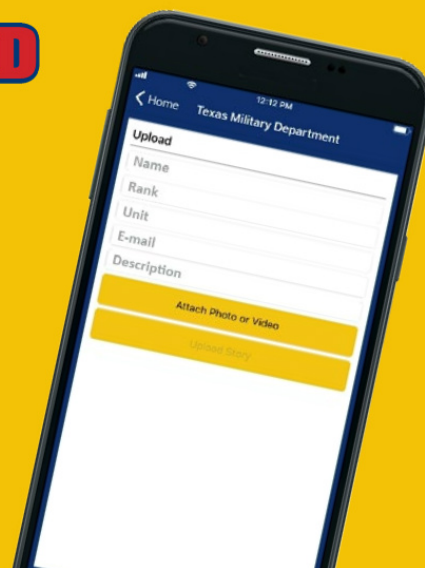 D
12:12 PM
Home
Texas Military Department
Upload
Name
Rank
Unit
E-mail
Description
Attach Photo or Video
Upload Story